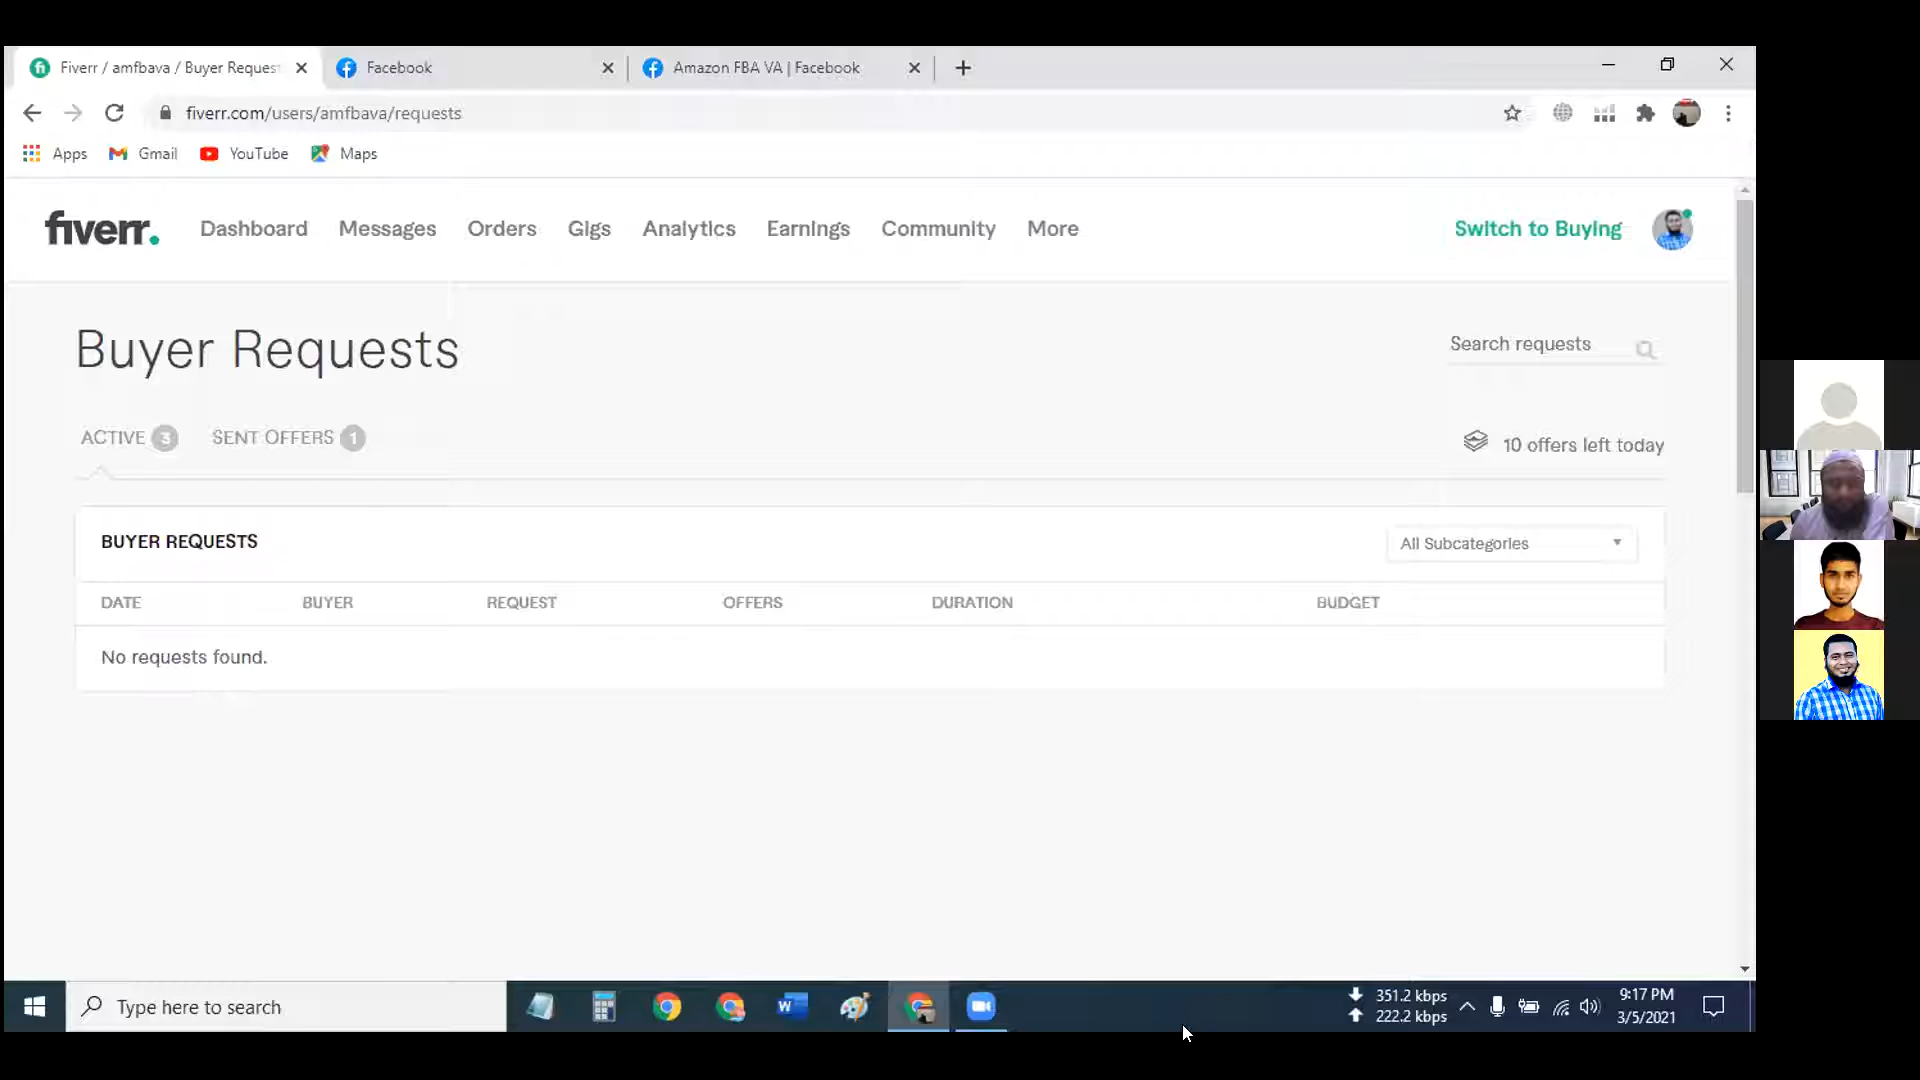 Fiverr / amfbava / Buyer Request
Facebook
Amazon FBA VA | Facebook
fiverr.com/users/amfbava/requests
Apps
Gmail
YouTube
Maps
fiverr.
Dashboard
Messages
Orders
Gigs
Analytics
Earnings
Community
More
Switch to Buying
Buyer Requests
Search requests
ACTIVE 3
SENT OFFERS 1
10 offers left today
BUYER REQUESTS
All Subcategories
DATE BUYER REQUEST OFFERS DURATION BUDGET
No requests found.
Type here to search
351.2 kbps
222.2 kbps
9:17 PM
3/5/2021